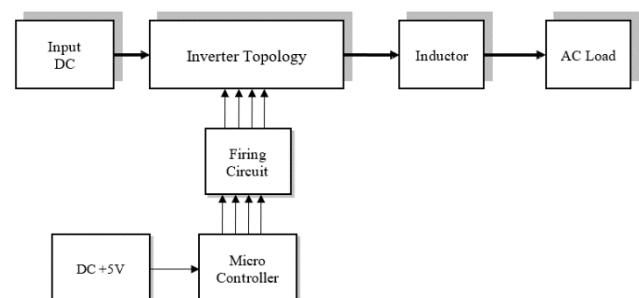 Input
DC
Inverter Topology
Inductor
AC Load
Firing
Circuit
DC +5V
Micro
Controller